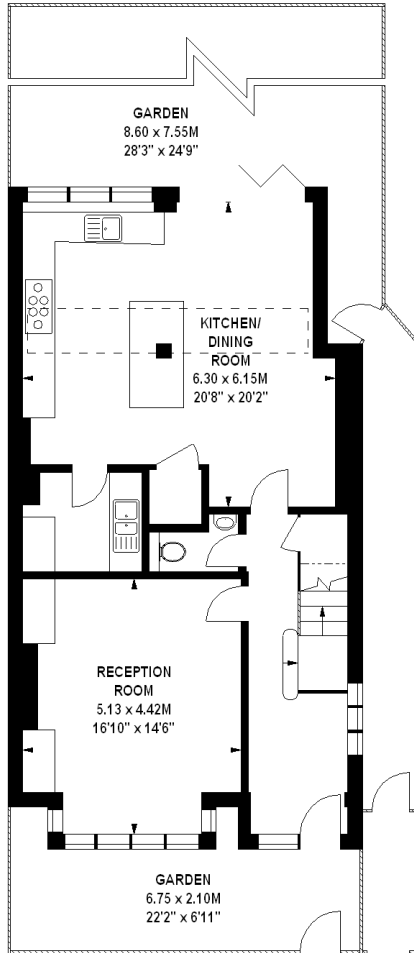 GARDEN
8.60 x 7.55M
28'3" x 24'9"
KITCHEN/
DINING
ROOM
6.30 x 6.15M
20'8" x 20'2"
RECEPTION
ROOM
5.13 x 4.42M
16'10" x 14'6"
GARDEN
6.75 x 2.10M
22'2" x 6'11"